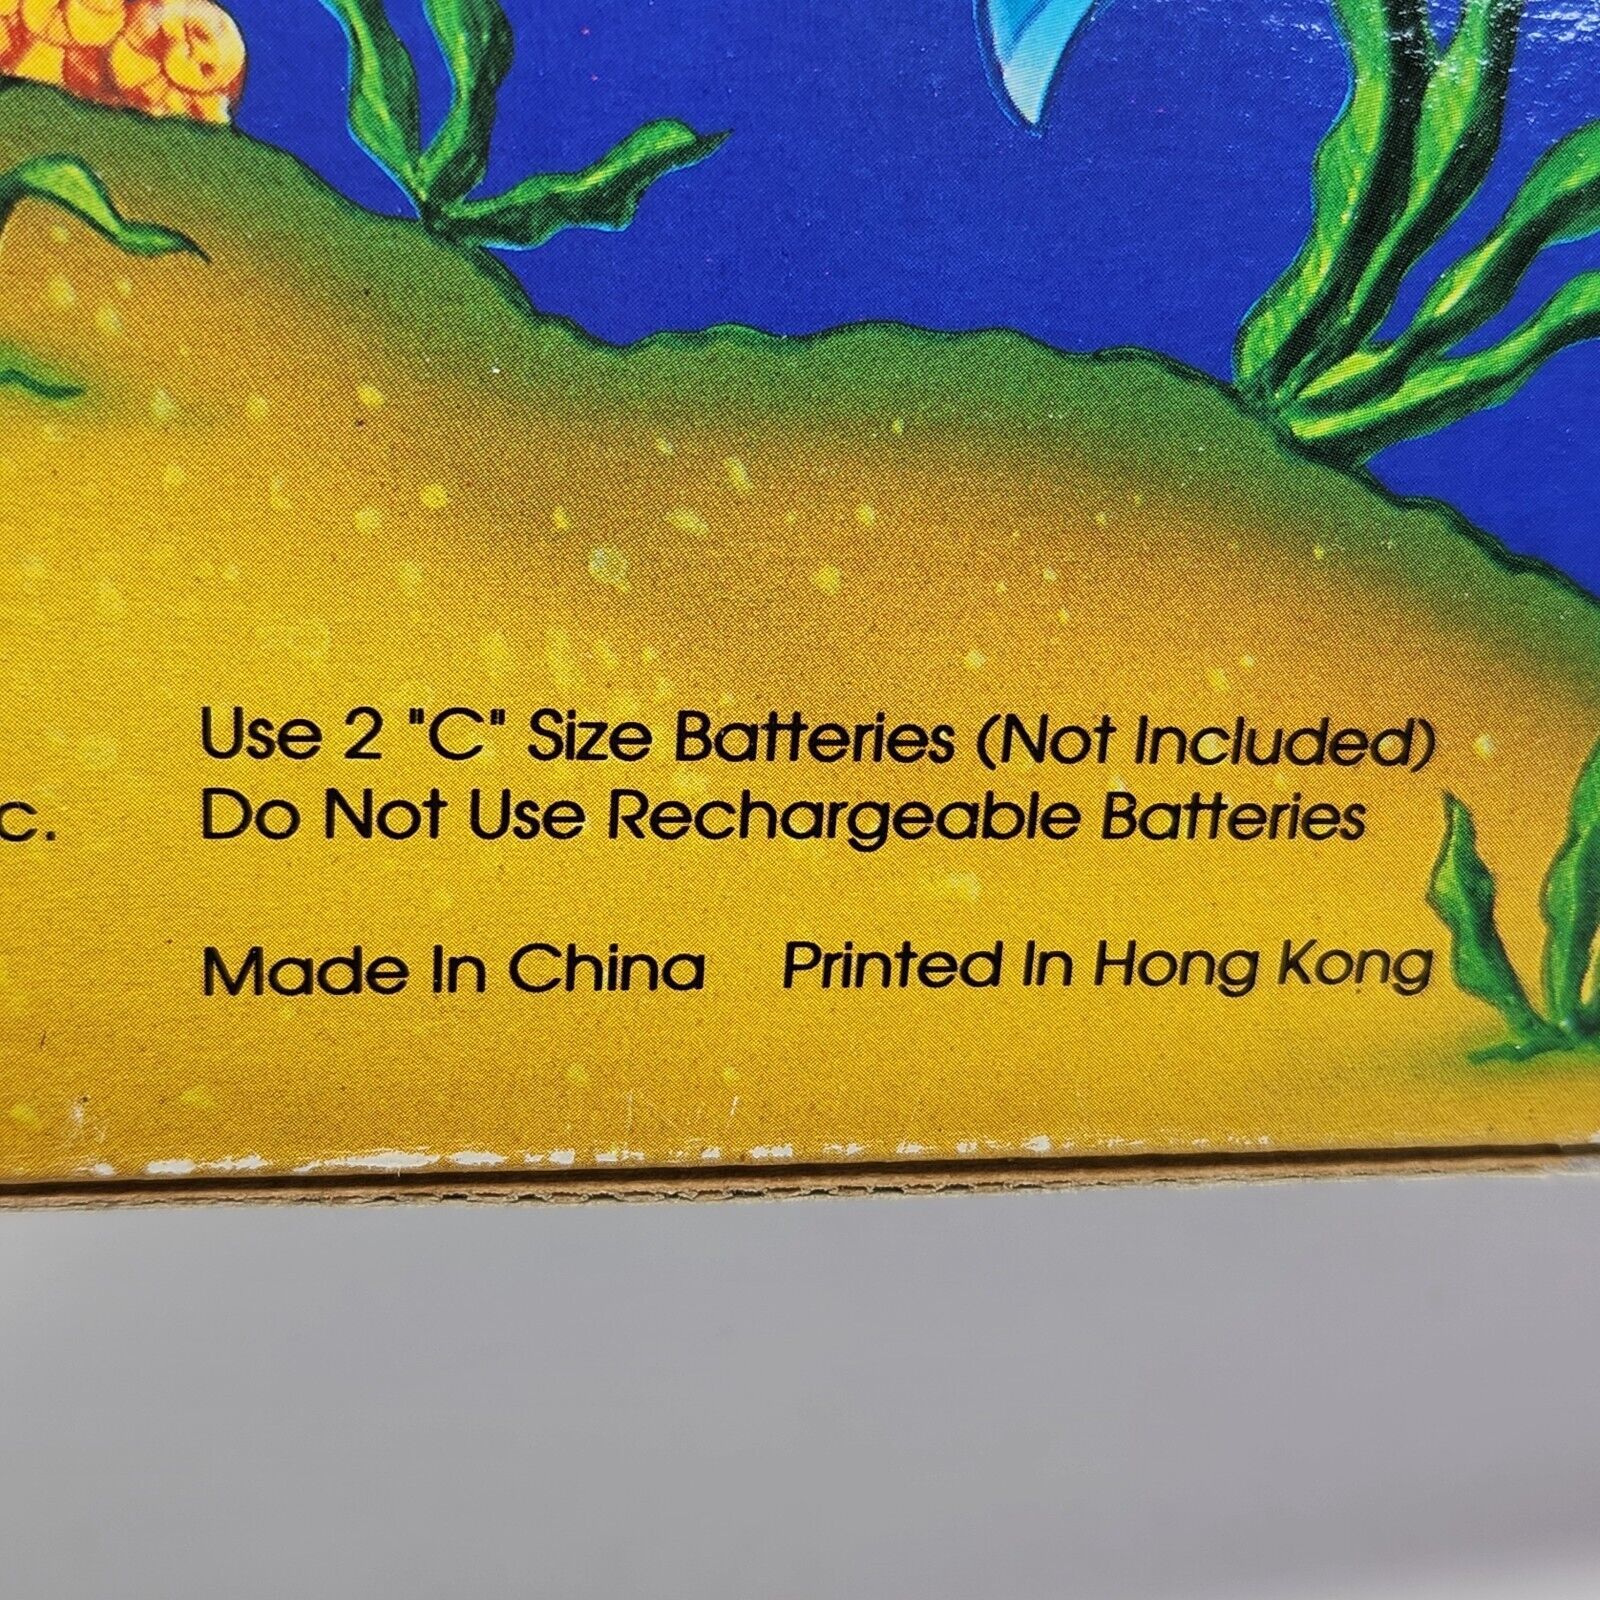 Use 2 "C" Size Batteries (Not Included)
c. Do Not Use Rechargeable Batteries
Made In China Printed In Hong Kong